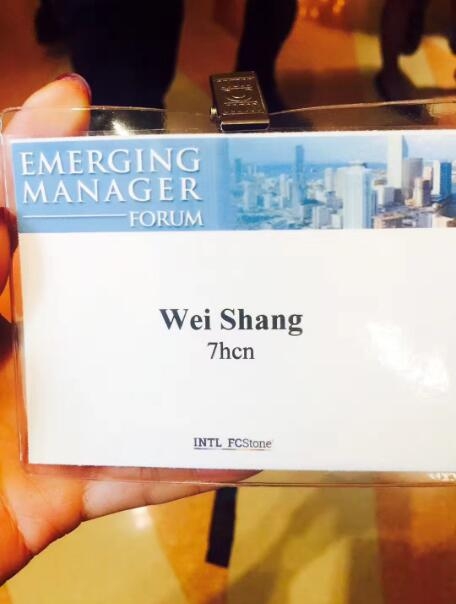 EMERGING
MANAGER
FORUM
Wei Shang
7hcn
INTL FCStone